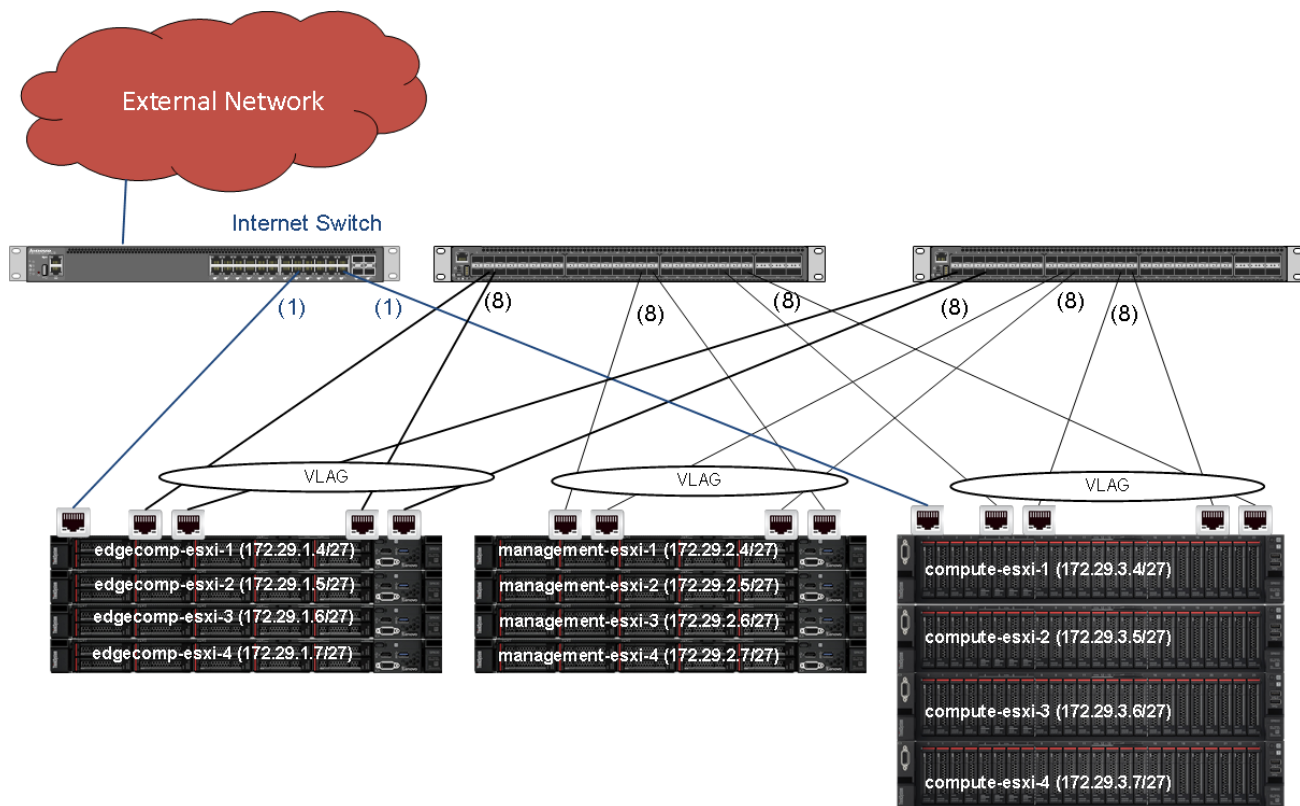 External Network
Internet Switch
(1)
(1)
(8)
(8)
(8)
(8)
(8)
(8)
VLAG
VLAG
VLAG
edgecomp-esxi-1 (172.29.1.4/27)
edgecomp-esxi-2 (172.29.1.5/27)
edgecomp-esxi-3 (172.29.1.6/27)
edgecomp-esxi-4 (172.29.1.7/27)
management-esxi-1 (172.29.2.4/27)
management-esxi-2 (172.29.2.5/27)
management-esxi-3 (172.29.2.6/27)
management-esxi-4 (172.29.2.7/27)
compute-esxi-1 (172.29.3.4/27)
compute-esxi-2 (172.29.3.5/27)
compute-esxi-3 (172.29.3.6/27)
compute-esxi-4 (172.29.3.7/27)